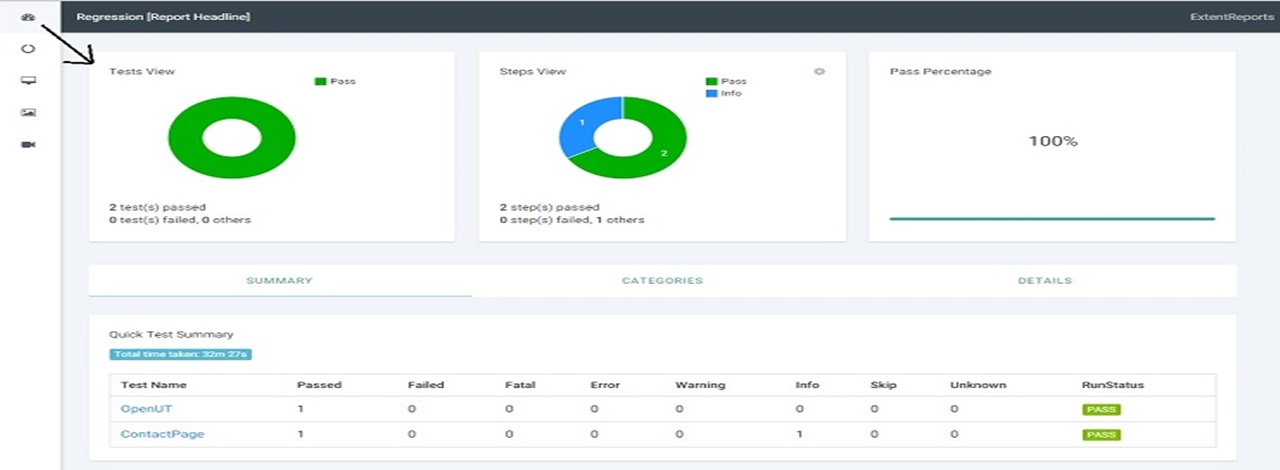 Regression [Report Headline]
ExtentReports
Tests View
Pass
2 test(s) passed
0 test(s) failed, 0 others
Steps View
Pass
Info
1
2
2 step(s) passed
0 step(s) failed, 1 others
Pass Percentage
100%
SUMMARY CATEGORIES DETAILS
Quick Test Summary
Total time taken: 32m 27s
Test Name Passed Failed Fatal Error Warning Info Skip Unknown RunStatus
OpenUT 1 0 0 0 0 0 0 0 PASS
ContactPage 1 0 0 0 0 1 0 0 PASS